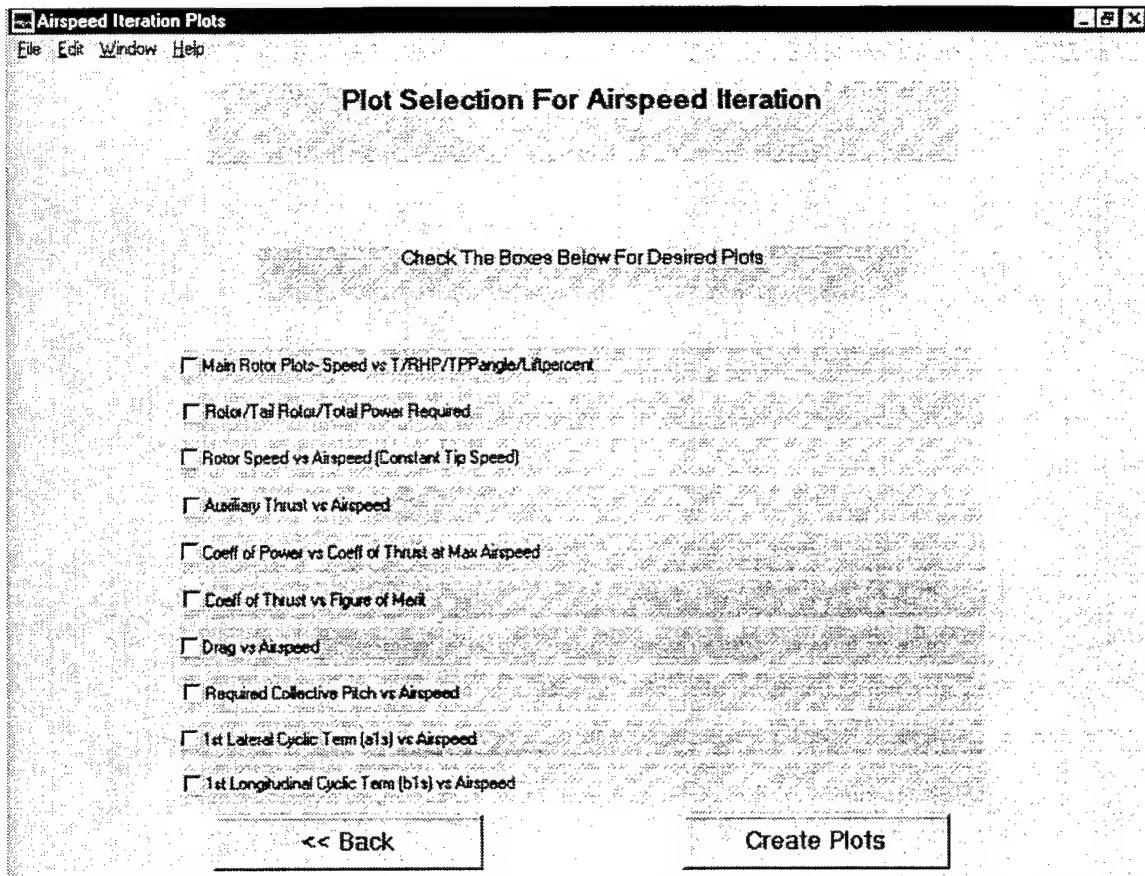 Airspeed Iteration Plots
File Edit Window Help
Plot Selection For Airspeed Iteration
Check The Boxes Below For Desired Plots
Main Rotor Plots- Speed vs T/RHP/TPPangle/Liftpercent
Rotor/Tail Rotor/Total Power Required
Rotor Speed vs Airspeed (Constant Tip Speed)
Auxiliary Thrust vs Airspeed
Coeff of Power vs Coeff of Thrust at Max Airspeed
Coeff of Thrust vs Figure of Merit
Drag vs Airspeed
Required Collective Pitch vs Airspeed
1st Lateral Cyclic Term (a1s) vs Airspeed
1st Longitudinal Cyclic Term (b1s) vs Airspeed
<< Back
Create Plots